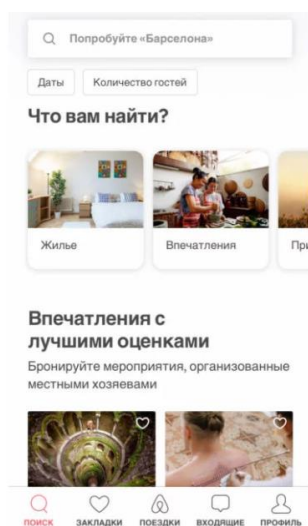 Попробуйте «Барселона»
Даты Количество гостей
Что вам найти?
Жилье Впечатления
Впечатления с
лучшими оценками
Бронируйте мероприятия, организованные
местными хозяевами
ПОИСК ЗАКЛАДКИ ПОЕЗДКИ ВХОДЯЩИЕ ПРОФИЛЬ